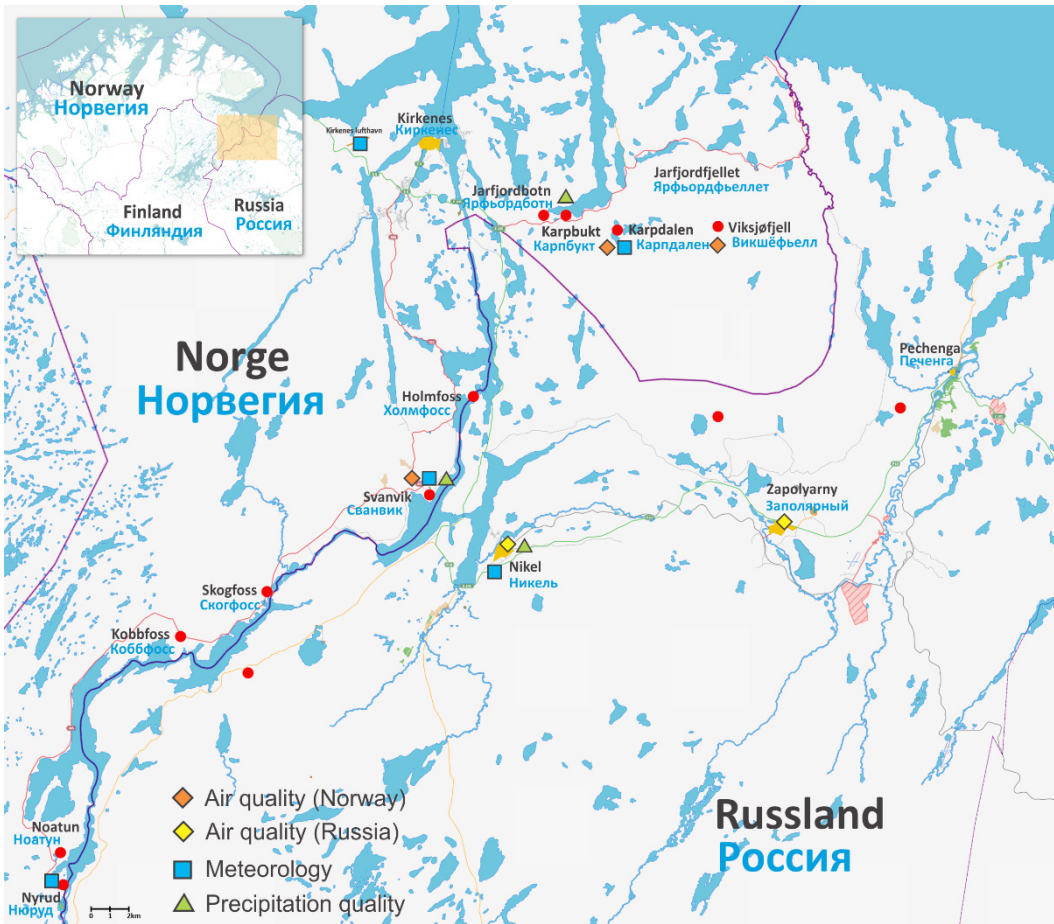 Norway
Норвегия
Finland
Финляндия
Russia
Россия
Kirkenes lufthavn
Kirkenes
Киркенес
Jarfjordbotn
Ярфьордботн
Jarfjordfjellet
Ярфьордфьеллет
Karpbukt
Карпбукт
Karpdalen
Карпдален
Viksjøfjell
Викшёфьелл
Norge
Норвегия
Pechenga
Печенга
Holmfoss
Холмфосс
Svanvik
Сванвик
Zapolyarny
Заполярный
Nikel
Никель
Skogfoss
Скогфосс
Kobbfoss
Коббфосс
Noatun
Ноатун
Nyrud
Нюруд
0 1 2km
Air quality (Norway)
Air quality (Russia)
Meteorology
Precipitation quality
Russland
Россия